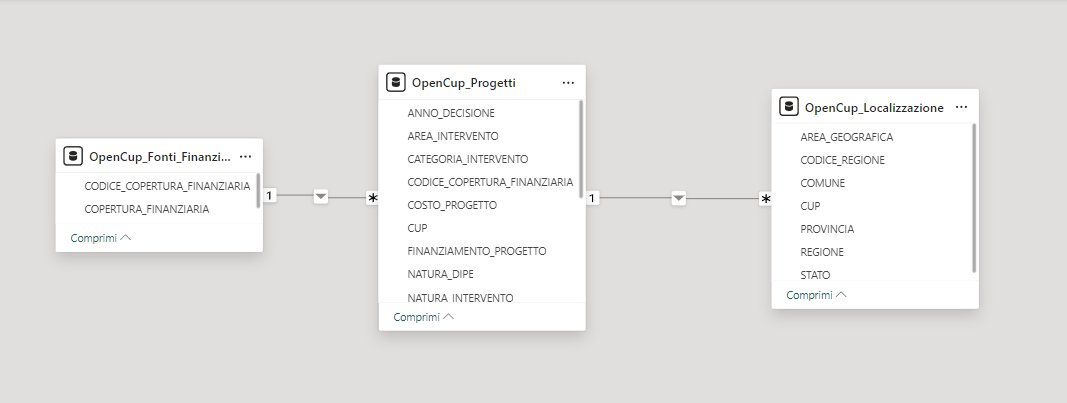 OpenCup_Fonti_Finanzi...
CODICE_COPERTURA_FINANZIARIA
COPERTURA_FINANZIARIA
Comprimi
1
*
OpenCup_Progetti
ANNO_DECISIONE
AREA_INTERVENTO
CATEGORIA_INTERVENTO
CODICE_COPERTURA_FINANZIARIA
COSTO_PROGETTO
CUP
FINANZIAMENTO_PROGETTO
NATURA_DIPE
NATURA_INTERVENTO
Comprimi
1
*
OpenCup_Localizzazione
AREA_GEOGRAFICA
CODICE_REGIONE
COMUNE
CUP
PROVINCIA
REGIONE
STATO
Comprimi